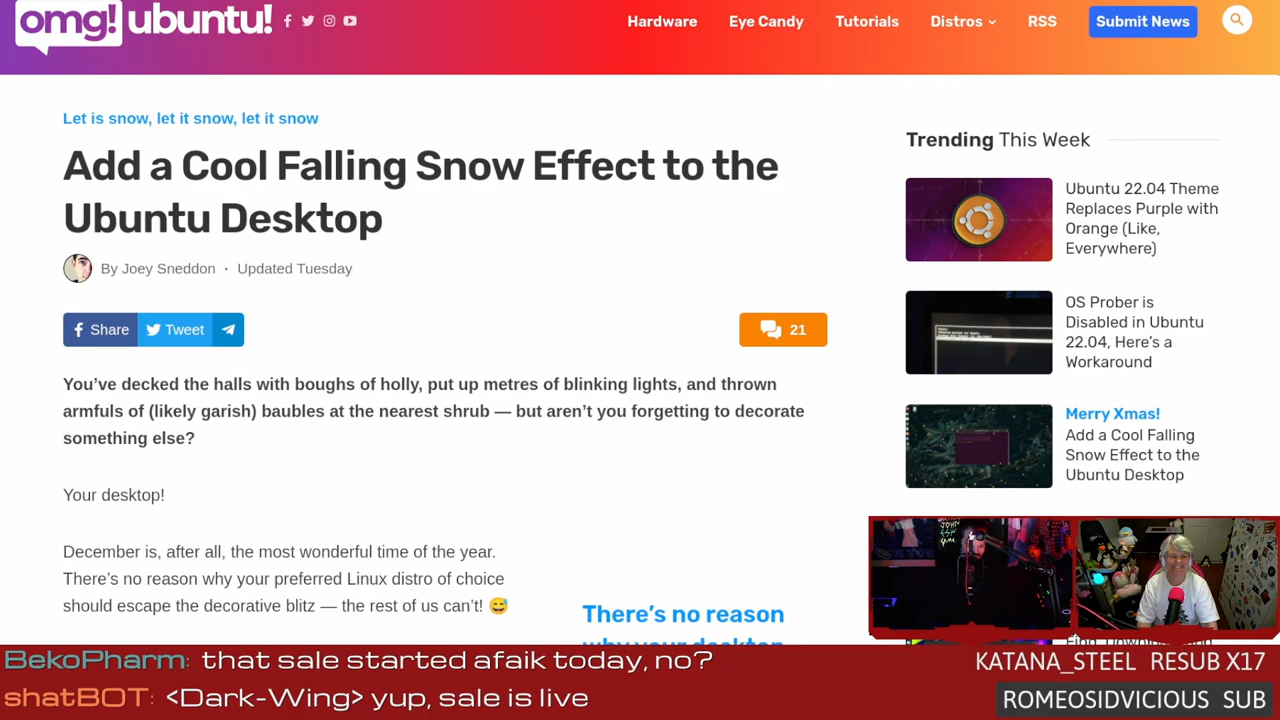 omg! ubuntu!
Hardware
Eye Candy
Tutorials
Distros
RSS
Submit News
Let is snow, let it snow, let it snow
Add a Cool Falling Snow Effect to the
Ubuntu Desktop
By Joey Sneddon · Updated Tuesday
Share
Tweet
21
You’ve decked the halls with boughs of holly, put up metres of blinking lights, and thrown
armfuls of (likely garish) baubles at the nearest shrub — but aren’t you forgetting to decorate
something else?
Your desktop!
December is, after all, the most wonderful time of the year.
There’s no reason why your preferred Linux distro of choice
should escape the decorative blitz — the rest of us can’t! 😅
There’s no reason
why your desktop
Trending This Week
Ubuntu 22.04 Theme
Replaces Purple with
Orange (Like,
Everywhere)
OS Prober is
Disabled in Ubuntu
22.04, Here’s a
Workaround
Merry Xmas!
Add a Cool Falling
Snow Effect to the
Ubuntu Desktop
BekoPharm: that sale started afaik today, no?
shatBOT: <Dark-Wing> yup, sale is live
KATANA_STEEL RESUB X17
ROMEOSIDVICIOUS SUB